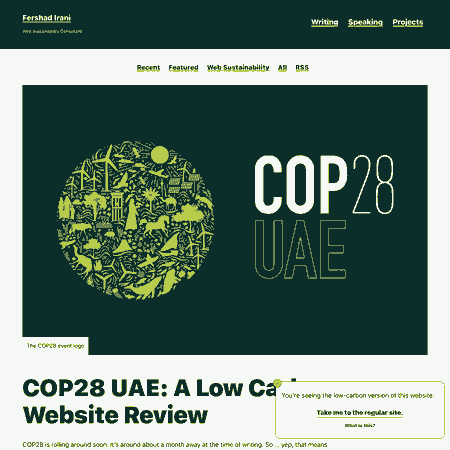 Fershad Irani
Web Sustainability Consultant
Writing Speaking Projects
Recent Featured Web Sustainability All RSS
COP28
UAE
The COP28 event logo
COP28 UAE: A Low Ca
Website Review
You're seeing the low-carbon version of this website.
Take me to the regular site.
What is this?
COP28 is rolling around soon. It's around about a month away at the time of writing. So ... yep, that means